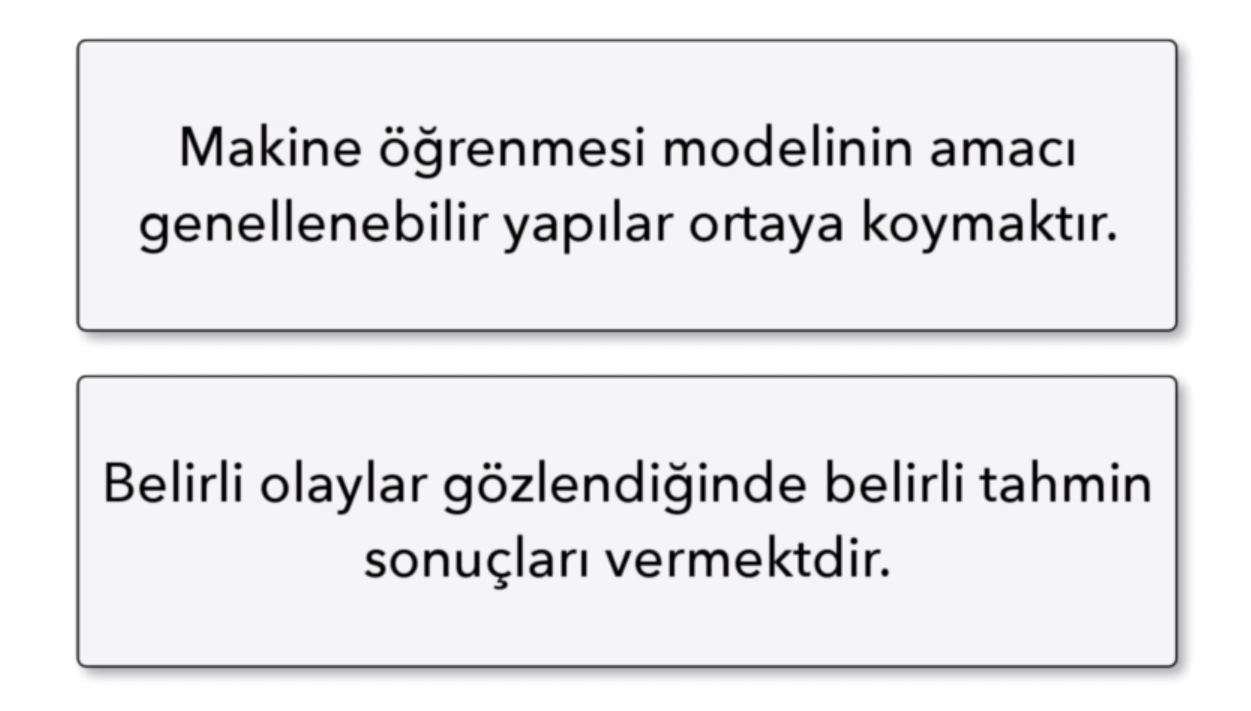 Makine öğrenmesi modelinin amacı
genellenebilir yapılar ortaya koymaktır.
Belirli olaylar gözlendiğinde belirli tahmin
sonuçları vermektdir.